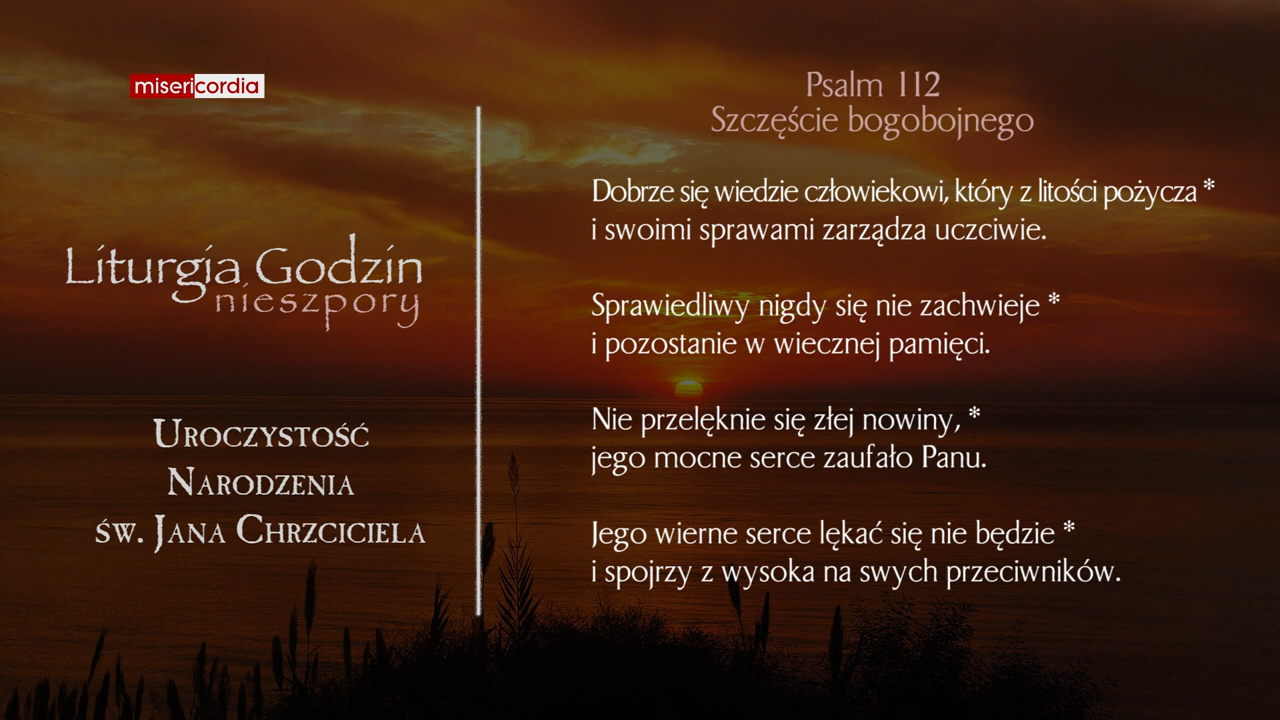 misericordia
Liturgia Godzin
nieszpory
Uroczystość
Narodzenia
św. Jana Chrzciciela
Psalm 112
Szczęście bogobojnego
Dobrze się wiedzie człowiekowi, który z litości pożycza *
i swoimi sprawami zarządza uczciwie.
Sprawiedliwy nigdy się nie zachwieje *
i pozostanie w wiecznej pamięci.
Nie przelęknie się złej nowiny, *
jego mocne serce zaufało Panu.
Jego wierne serce lękać się nie będzie *
i spojrzy z wysoka na swych przeciwników.